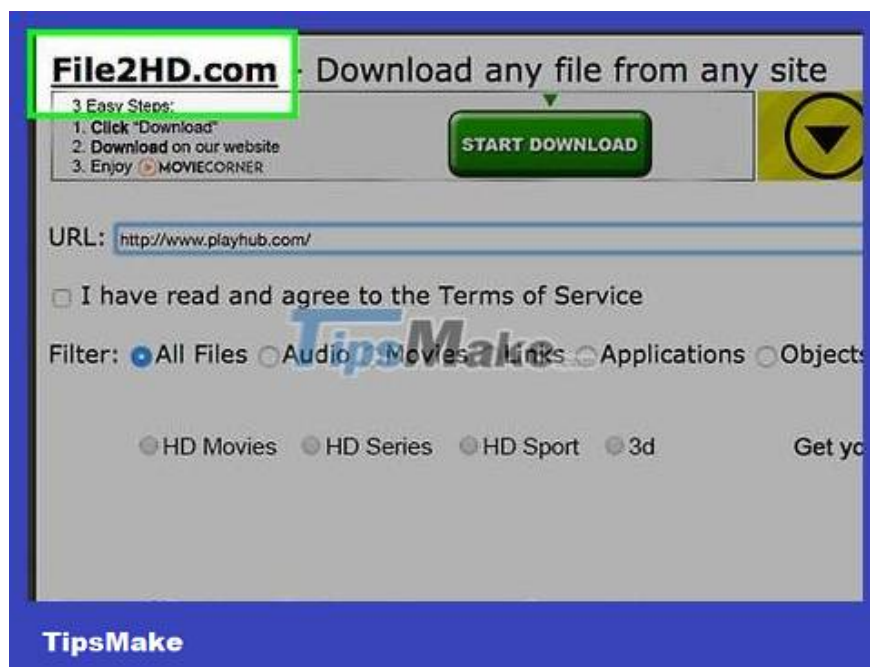 File2HD.com - Download any file from any site
3 Easy Steps:
1. Click "Download"
2. Download on our website
3. Enjoy MOVIECORNER
START DOWNLOAD
URL: http://www.playhub.com/
I have read and agree to the Terms of Service
Filter: All Files Audio Movies Links Applications Objects
TipsMake
HD Movies HD Series HD Sport 3d Get yo
TipsMake